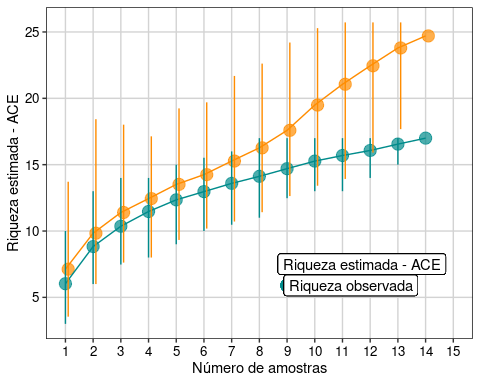 Riqueza estimada - ACE
25
20
15
10
5
Riqueza estimada - ACE
Riqueza observada
1 2 3 4 5 6 7 8 9 10 11 12 13 14 15
Número de amostras